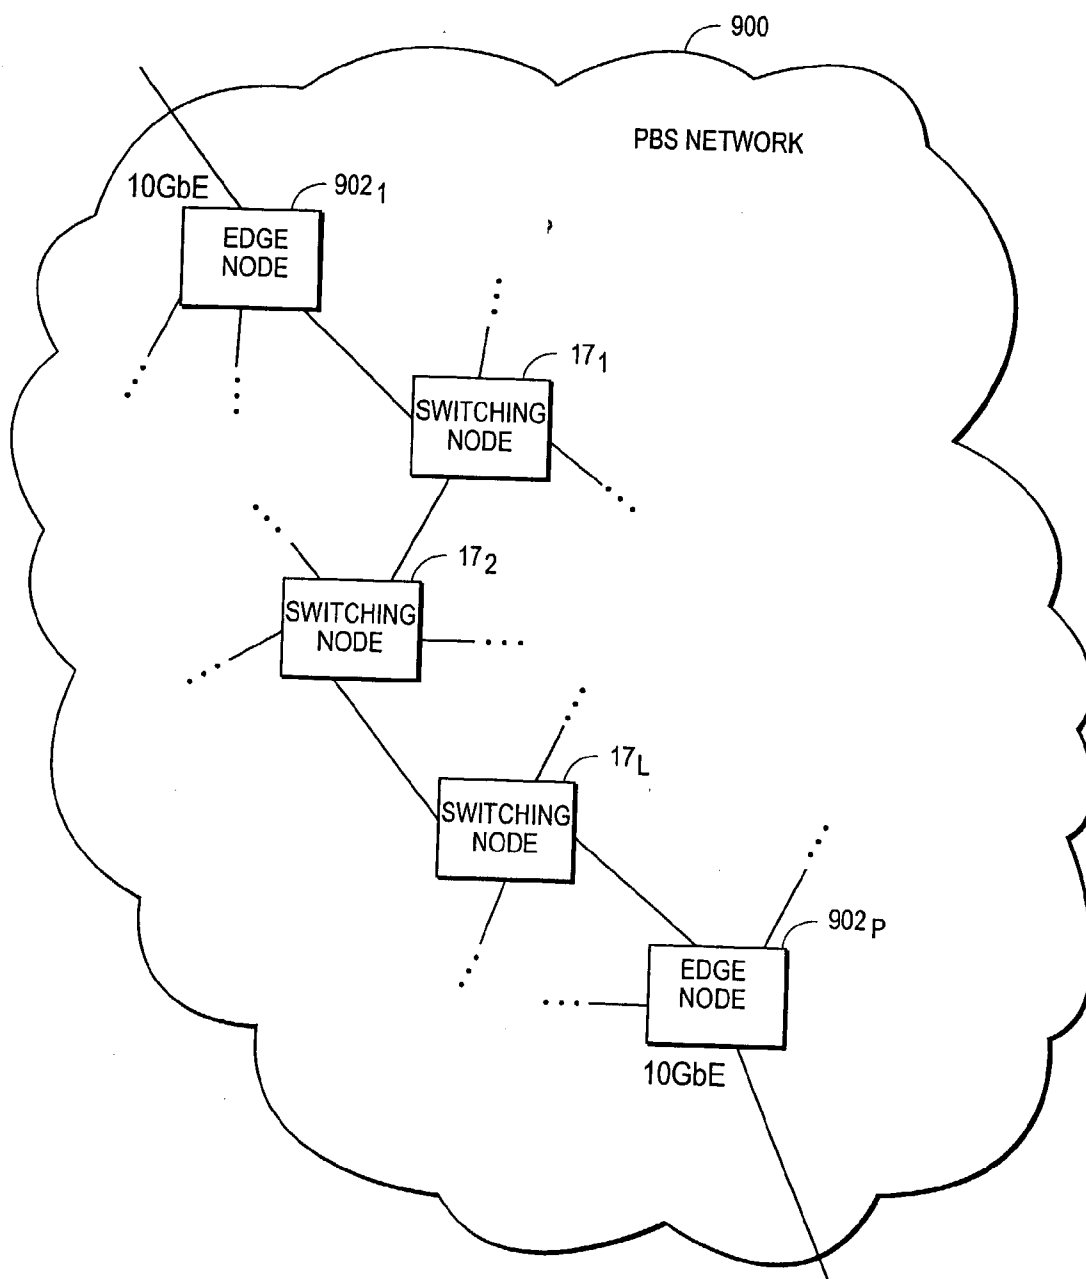 900
PBS NETWORK
10GbE
902₁
EDGE
NODE
17₁
SWITCHING
NODE
17₂
SWITCHING
NODE
17L
SWITCHING
NODE
902P
EDGE
NODE
10GbE